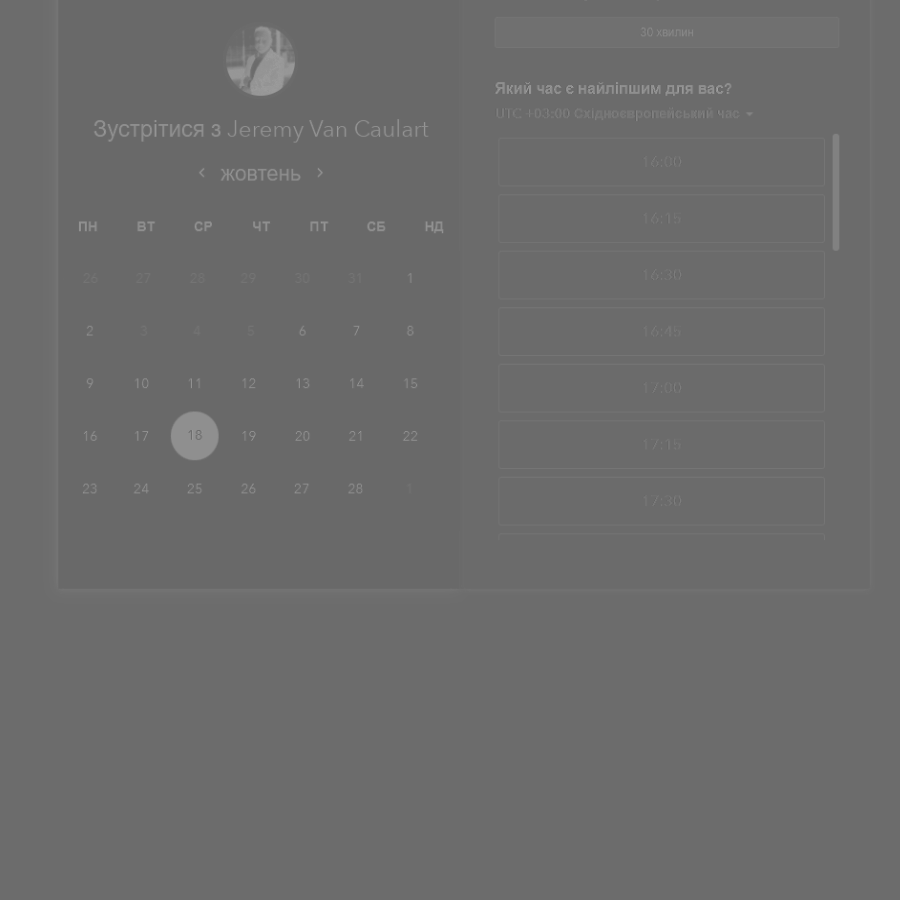 Зустрітися з Jeremy Van Caulart
жовтень
ПН ВТ СР ЧТ ПТ СБ НД
26 27 28 29 30 31 1
2 3 4 5 6 7 8
9 10 11 12 13 14 15
16 17 18 19 20 21 22
23 24 25 26 27 28 1
30 хвилин
Який час є найліпшим для вас?
UTC +03:00 Східноєвропейський час
16:00
16:15
16:30
16:45
17:00
17:15
17:30